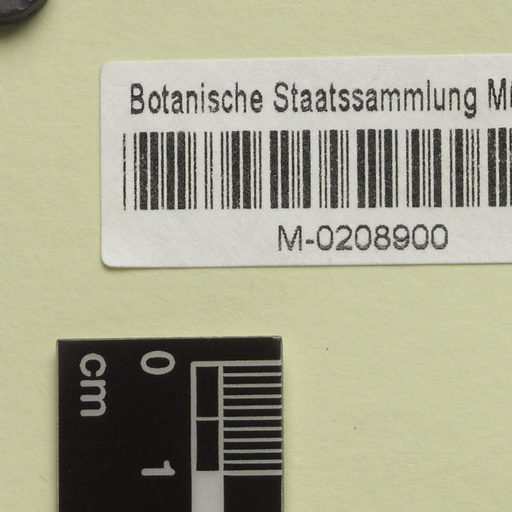 Botanische Staatssammlung
M-0208900
cm 0
1